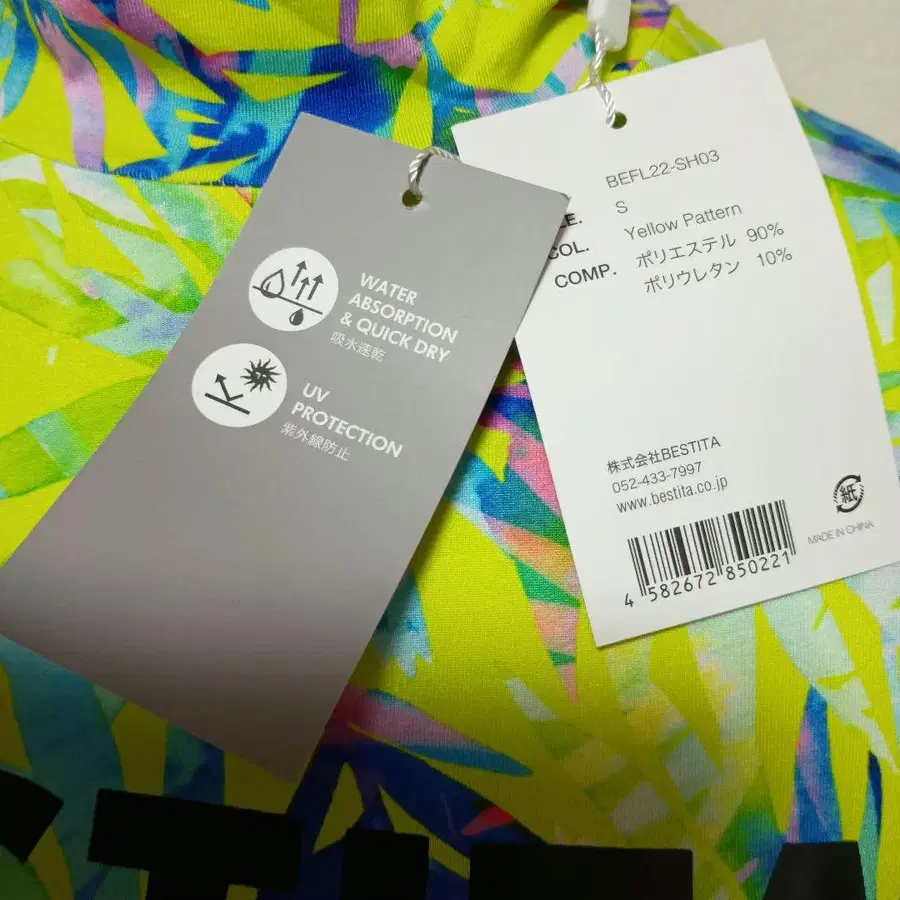 WATER
ABSORPTION
& QUICK DRY
吸水速乾
UV
PROTECTION
紫外線防止
BEFL22-SH03
S
COL. Yellow Pattern
COMP. ポリエステル 90%
ポリウレタン 10%
株式会社BESTITA
052-433-7997
www.bestita.co.jp
紙
MADE IN CHINA
4 582672 850221